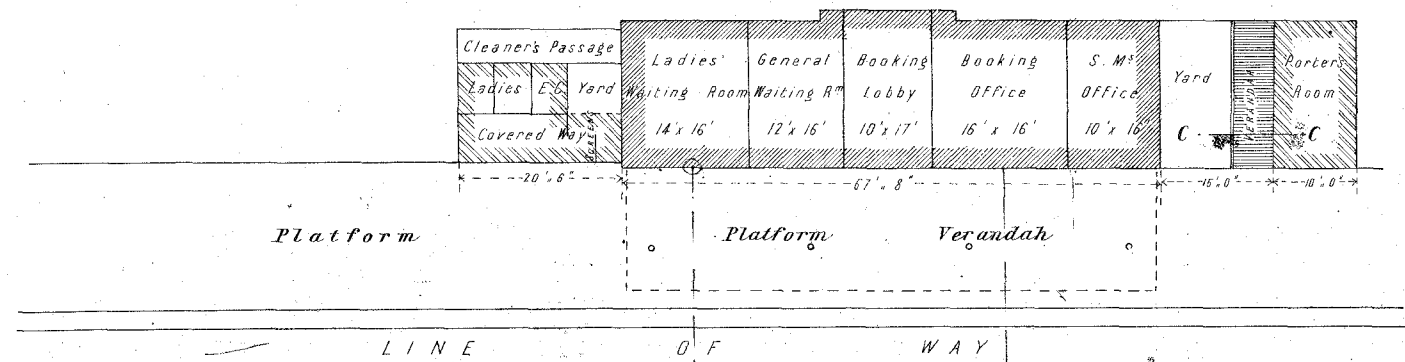 Cleaner's Passage
Ladies E.C. Yard
Covered Way
SCREENS
Ladies'
Waiting Room
14' x 16'
General
Waiting Rm
12' x 16'
Booking
Lobby
10' x 17'
Booking
Office
16' x 16'
S. Ms
Office
10' x 16'
Yard
C
VERANDAH
Porters
Room
C
20'. 6"
67'. 8"
15'. 0"
10'. 0"
Platform
Platform Verandah
LINE OF WAY